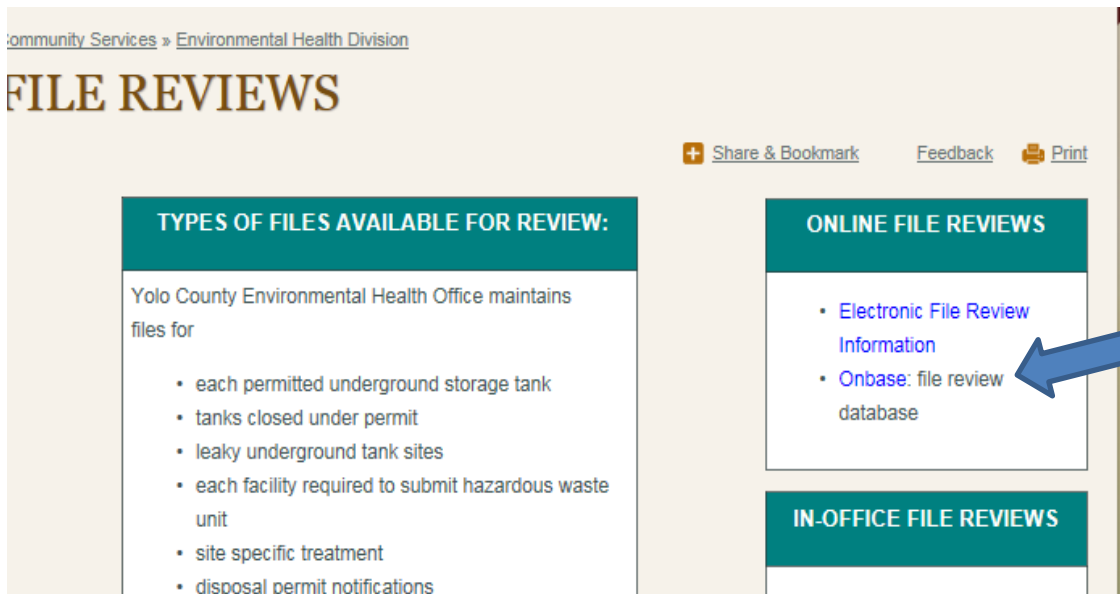 ommunity Services » Environmental Health Division
FILE REVIEWS
Share & Bookmark Feedback Print
TYPES OF FILES AVAILABLE FOR REVIEW:
Yolo County Environmental Health Office maintains
files for
• each permitted underground storage tank
• tanks closed under permit
• leaky underground tank sites
• each facility required to submit hazardous waste
unit
• site specific treatment
• disposal permit notifications
ONLINE FILE REVIEWS
• Electronic File Review
Information
• Onbase: file review
database
IN-OFFICE FILE REVIEWS